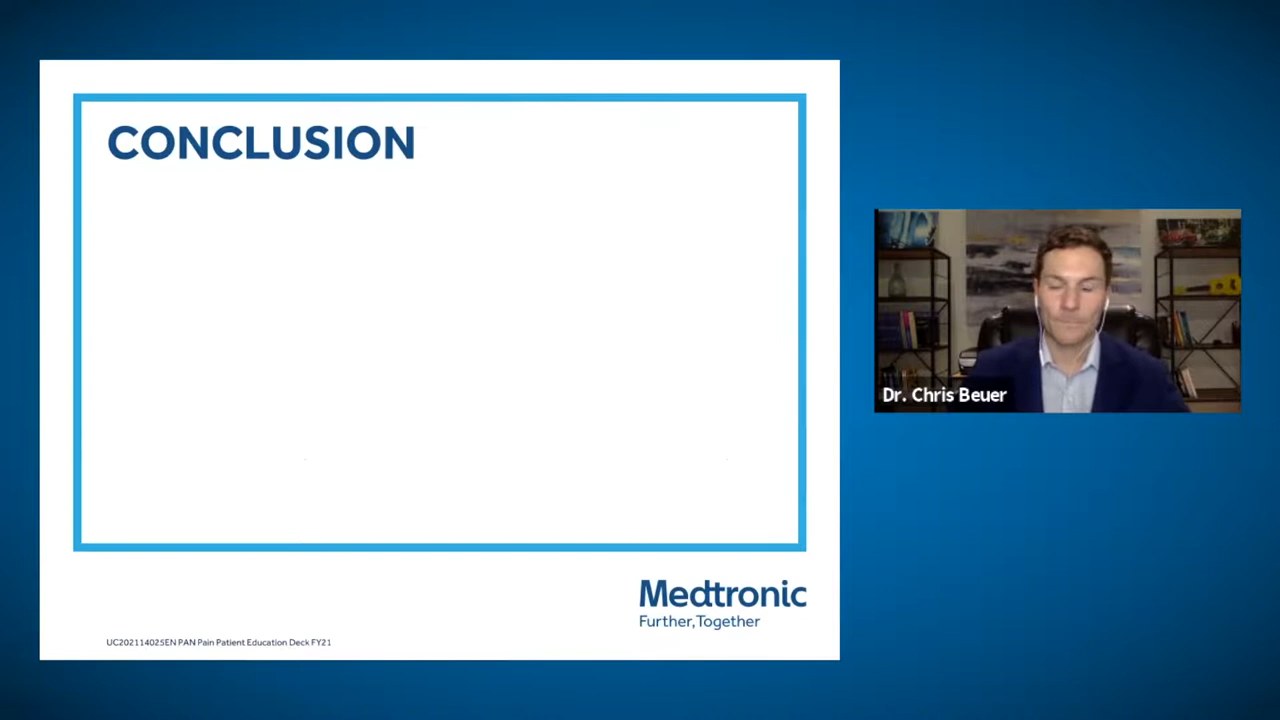 CONCLUSION
Medtronic
Further,Together
UC202114025EN PAN Pain Patient Education Deck FY21
Dr. Chris Beuer